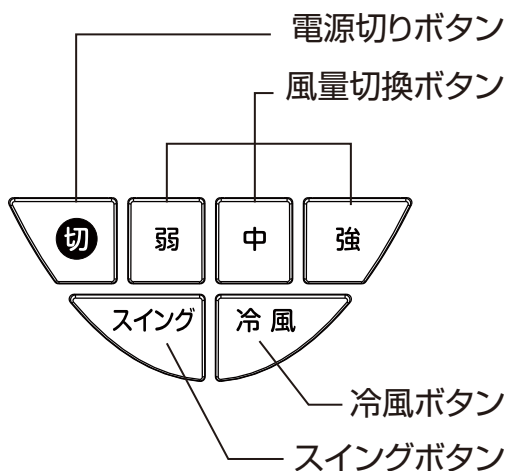 電源切りボタン
風量切換ボタン
切 弱 中 強
スイング 冷風
冷風ボタン
スイングボタン